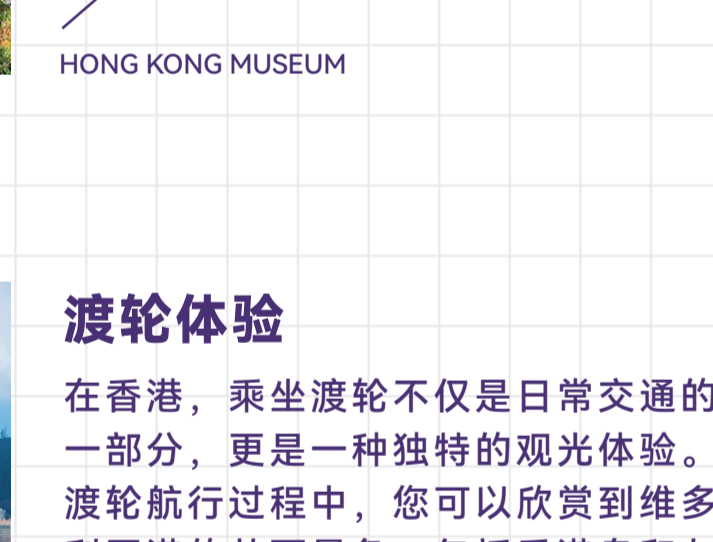 HONG KONG MUSEUM
渡轮体验
在香港，乘坐渡轮不仅是日常交通的
一部分，更是一种独特的观光体验。
渡轮航行过程中，您可以欣赏到维多